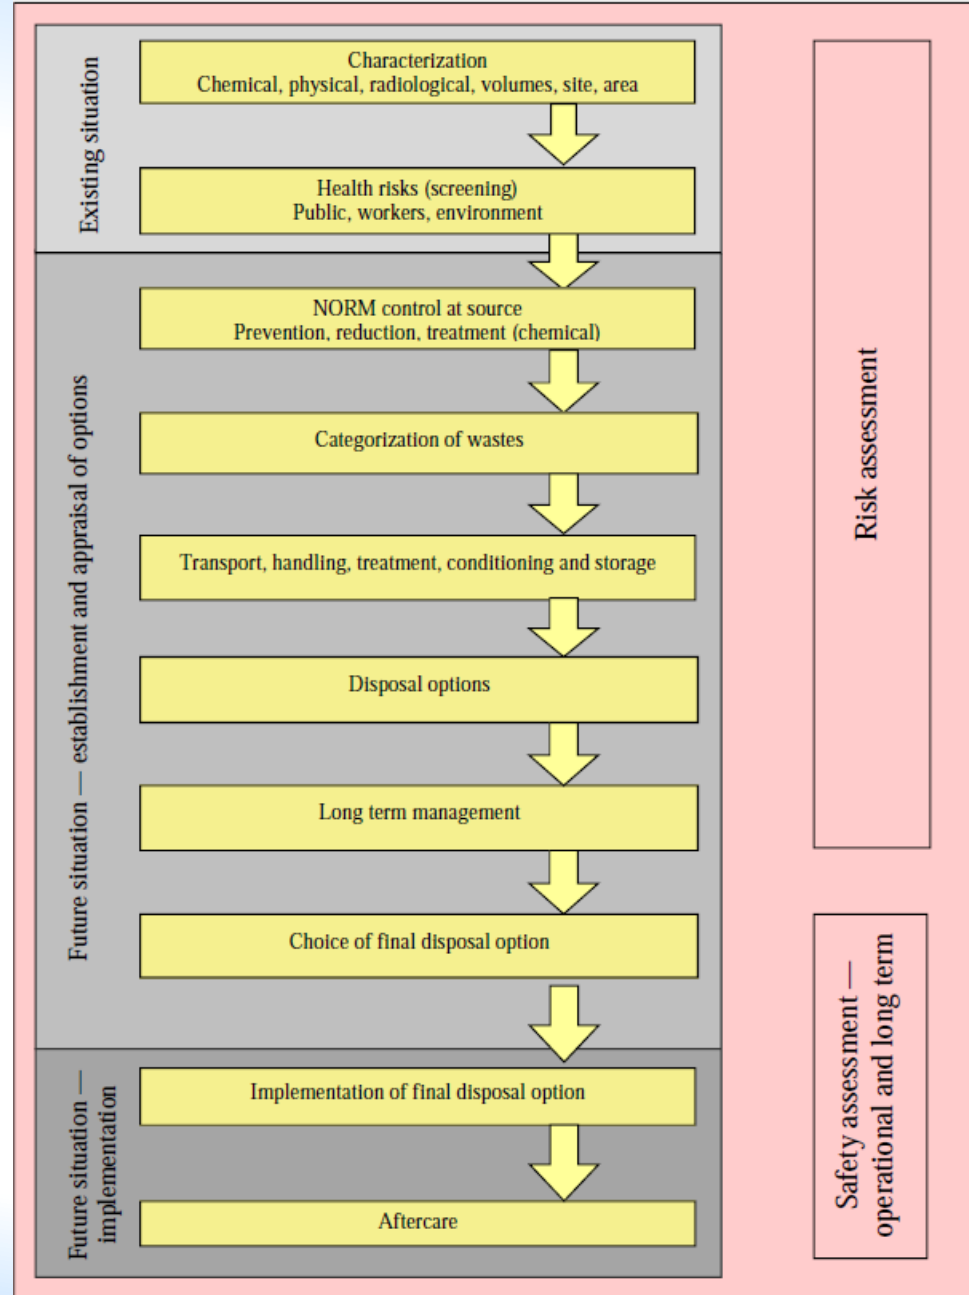 Existing situation
Characterization
Chemical, physical, radiological, volumes, site, area
Health risks (screening)
Public, workers, environment
Future situation — establishment and appraisal of options
NORM control at source
Prevention, reduction, treatment (chemical)
Categorization of wastes
Transport, handling, treatment, conditioning and storage
Disposal options
Long term management
Choice of final disposal option
Future situation —
implementation
Implementation of final disposal option
Aftercare
Risk assessment
Safety assessment —
operational and long term